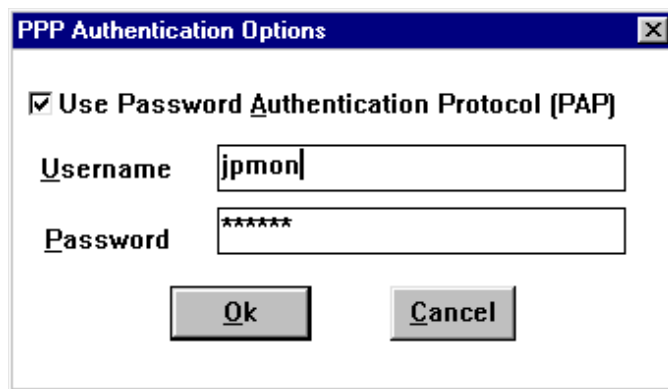 PPP Authentication Options
Use Password Authentication Protocol (PAP)
Username jpmon
Password ******
Ok Cancel